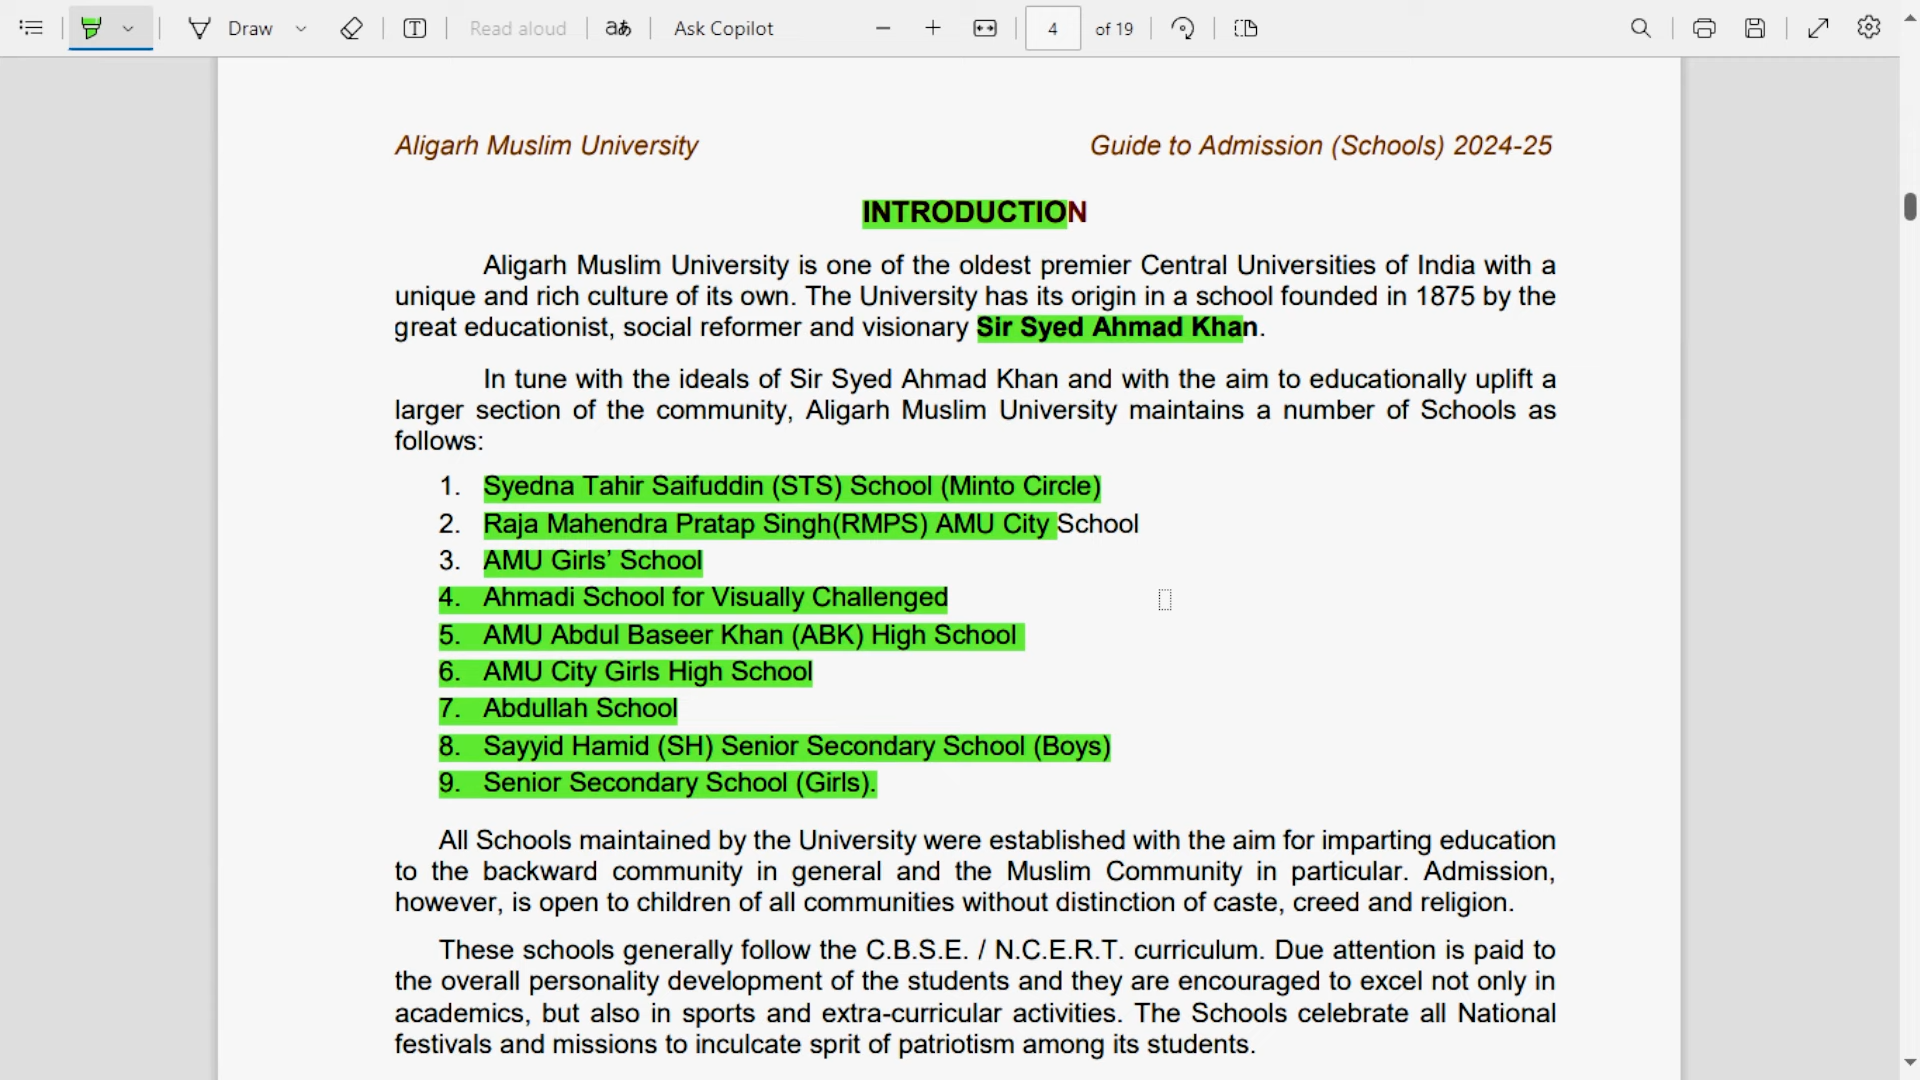 Draw
Read aloud
aあ
Ask Copilot
4 of 19
Aligarh Muslim University Guide to Admission (Schools) 2024-25
INTRODUCTION
Aligarh Muslim University is one of the oldest premier Central Universities of India with a
unique and rich culture of its own. The University has its origin in a school founded in 1875 by the
great educationist, social reformer and visionary Sir Syed Ahmad Khan.
In tune with the ideals of Sir Syed Ahmad Khan and with the aim to educationally uplift a
larger section of the community, Aligarh Muslim University maintains a number of Schools as
follows:
1. Syedna Tahir Saifuddin (STS) School (Minto Circle)
2. Raja Mahendra Pratap Singh(RMPS) AMU City School
3. AMU Girls’ School
4. Ahmadi School for Visually Challenged
5. AMU Abdul Baseer Khan (ABK) High School
6. AMU City Girls High School
7. Abdullah School
8. Sayyid Hamid (SH) Senior Secondary School (Boys)
9. Senior Secondary School (Girls).
All Schools maintained by the University were established with the aim for imparting education
to the backward community in general and the Muslim Community in particular. Admission,
however, is open to children of all communities without distinction of caste, creed and religion.
These schools generally follow the C.B.S.E. / N.C.E.R.T. curriculum. Due attention is paid to
the overall personality development of the students and they are encouraged to excel not only in
academics, but also in sports and extra-curricular activities. The Schools celebrate all National
festivals and missions to inculcate sprit of patriotism among its students.